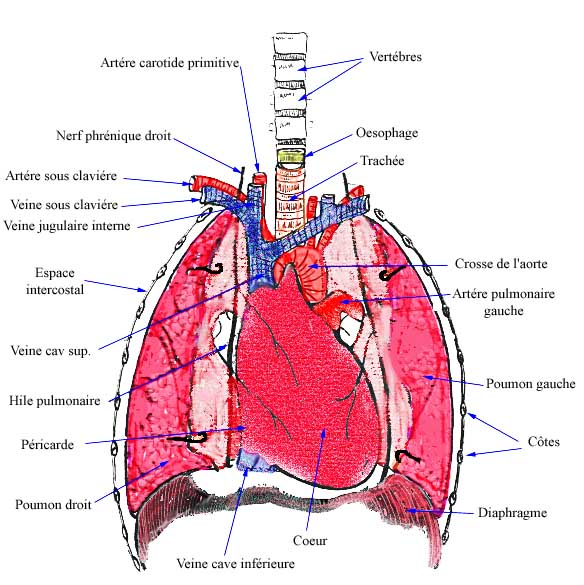 Artére carotide primitive
Vertébres
Nerf phrénique droit
Oesophage
Trachée
Artére sous claviére
Veine sous claviére
Veine jugulaire interne
Crosse de l'aorte
Espace
intercostal
Artére pulmonaire
gauche
Veine cav sup.
Poumon gauche
Hile pulmonaire
Péricarde
Côtes
Poumon droit
Diaphragme
Coeur
Veine cave inférieure